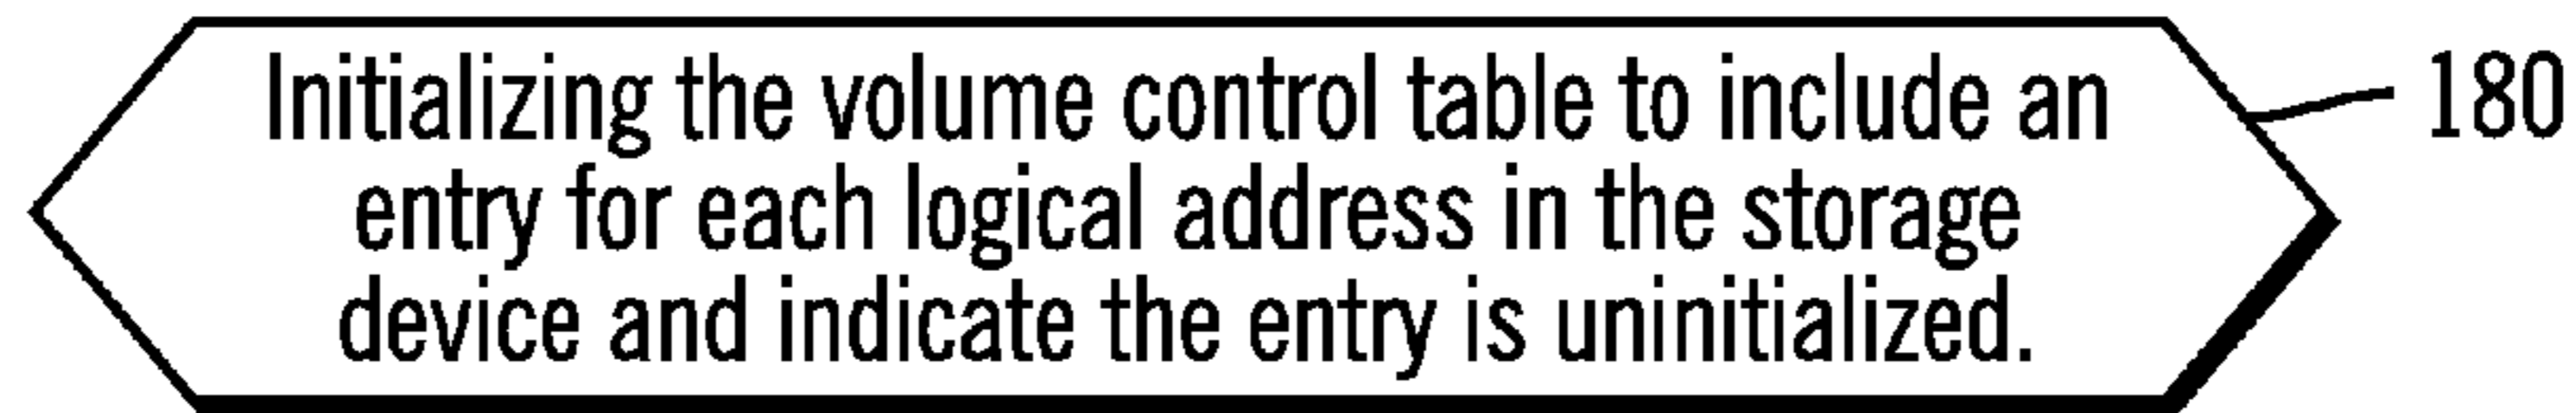 Initializing the volume control table to include an
entry for each logical address in the storage
device and indicate the entry is uninitialized.
180